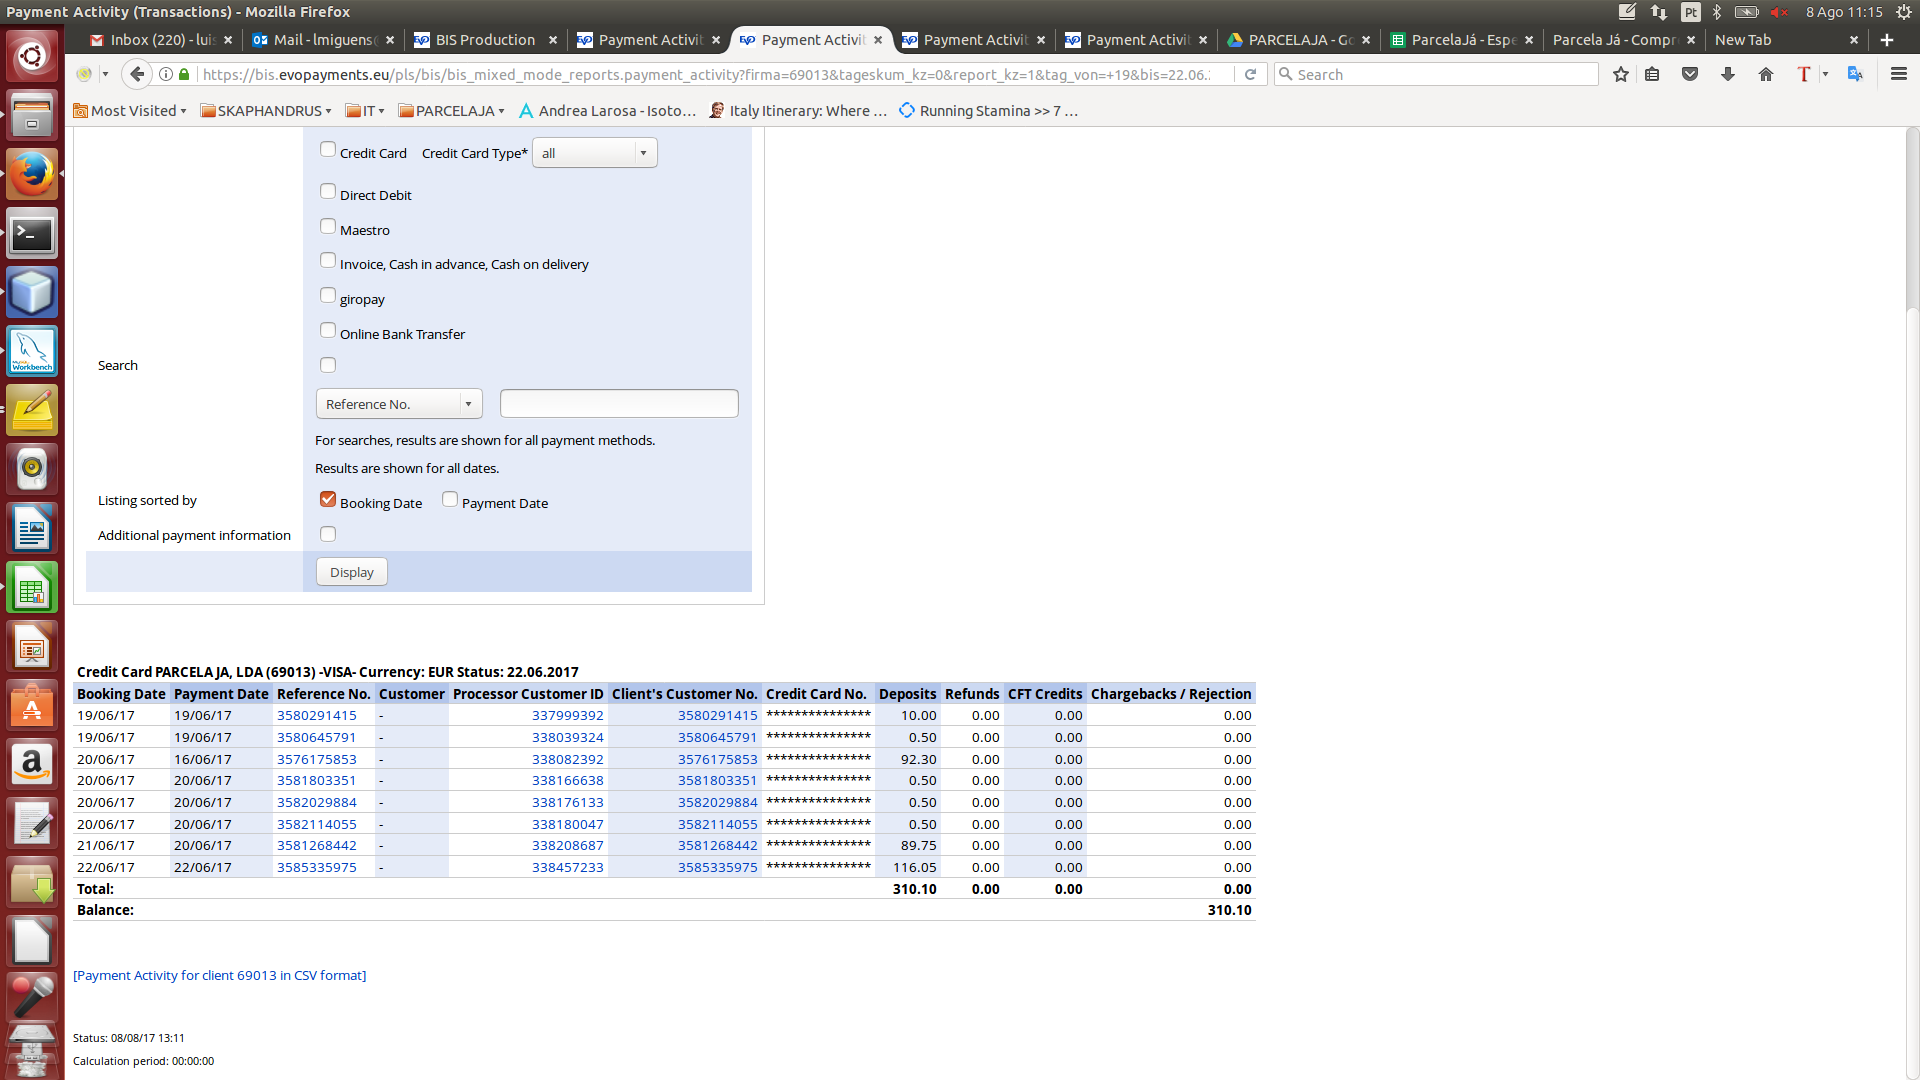 Payment Activity (Transactions) - Mozilla Firefox
Pt
8 Ago 11:15
Inbox (220) - luis
Mail - lmiguens
BIS Production
Payment Activit
Payment Activit
Payment Activit
Payment Activit
PARCELAJA - Go
ParcelaJá - Espe
Parcela Já - Compr
New Tab
https://bis.evopayments.eu/pls/bis/bis_mixed_mode_reports.payment_activity?firma=69013&tageskum_kz=0&report_kz=1&tag_von=+19&bis=22.06.
Search
Most Visited
SKAPHANDRUS
IT
PARCELAJA
Andrea Larosa - Isoto…
Italy Itinerary: Where …
Running Stamina >> 7 …
Credit Card Credit Card Type* all
Direct Debit
Maestro
Invoice, Cash in advance, Cash on delivery
giropay
Online Bank Transfer
Search
Reference No.
For searches, results are shown for all payment methods.
Results are shown for all dates.
Listing sorted by Booking Date Payment Date
Additional payment information
Display
Credit Card PARCELA JA, LDA (69013) -VISA- Currency: EUR Status: 22.06.2017
Booking Date Payment Date Reference No. Customer Processor Customer ID Client's Customer No. Credit Card No. Deposits Refunds CFT Credits Chargebacks / Rejection
19/06/17 19/06/17 3580291415 - 337999392 3580291415 *************** 10.00 0.00 0.00 0.00
19/06/17 19/06/17 3580645791 - 338039324 3580645791 *************** 0.50 0.00 0.00 0.00
20/06/17 16/06/17 3576175853 - 338082392 3576175853 *************** 92.30 0.00 0.00 0.00
20/06/17 20/06/17 3581803351 - 338166638 3581803351 *************** 0.50 0.00 0.00 0.00
20/06/17 20/06/17 3582029884 - 338176133 3582029884 *************** 0.50 0.00 0.00 0.00
20/06/17 20/06/17 3582114055 - 338180047 3582114055 *************** 0.50 0.00 0.00 0.00
21/06/17 20/06/17 3581268442 - 338208687 3581268442 *************** 89.75 0.00 0.00 0.00
22/06/17 22/06/17 3585335975 - 338457233 3585335975 *************** 116.05 0.00 0.00 0.00
Total: 310.10 0.00 0.00 0.00
Balance: 310.10
[Payment Activity for client 69013 in CSV format]
Status: 08/08/17 13:11
Calculation period: 00:00:00